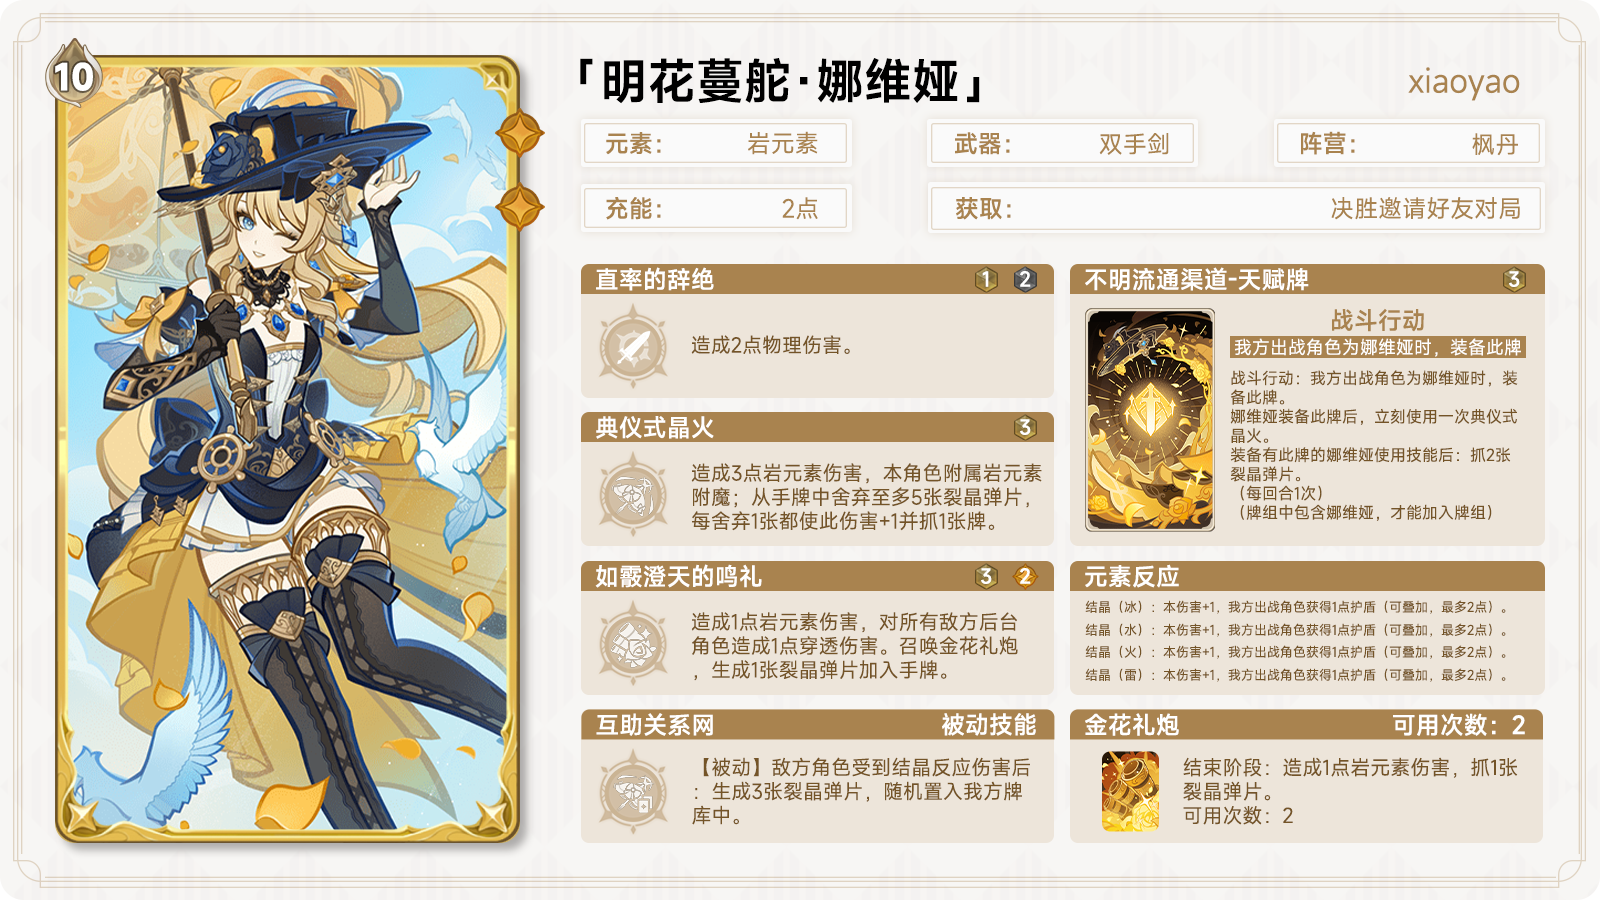 10
「明花蔓舵·娜维娅」
xiaoyao
元素： 岩元素
武器： 双手剑
阵营： 枫丹
充能： 2点
获取： 决胜邀请好友对局
直率的辞绝 1 2
造成2点物理伤害。
典仪式晶火 3
造成3点岩元素伤害，本角色附属岩元素
附魔；从手牌中舍弃至多5张裂晶弹片，
每舍弃1张都使此伤害+1并抓1张牌。
如霰澄天的鸣礼 3 2
造成1点岩元素伤害，对所有敌方后台
角色造成1点穿透伤害。召唤金花礼炮
，生成1张裂晶弹片加入手牌。
互助关系网 被动技能
【被动】敌方角色受到结晶反应伤害后
：生成3张裂晶弹片，随机置入我方牌
库中。
不明流通渠道-天赋牌 3
战斗行动
我方出战角色为娜维娅时，装备此牌
战斗行动：我方出战角色为娜维娅时，装
备此牌。
娜维娅装备此牌后，立刻使用一次典仪式
晶火。
装备有此牌的娜维娅使用技能后：抓2张
裂晶弹片。
（每回合1次）
（牌组中包含娜维娅，才能加入牌组）
元素反应
结晶（冰）：本伤害+1，我方出战角色获得1点护盾（可叠加，最多2点）。
结晶（水）：本伤害+1，我方出战角色获得1点护盾（可叠加，最多2点）。
结晶（火）：本伤害+1，我方出战角色获得1点护盾（可叠加，最多2点）。
结晶（雷）：本伤害+1，我方出战角色获得1点护盾（可叠加，最多2点）。
金花礼炮 可用次数：2
结束阶段：造成1点岩元素伤害，抓1张
裂晶弹片。
可用次数：2